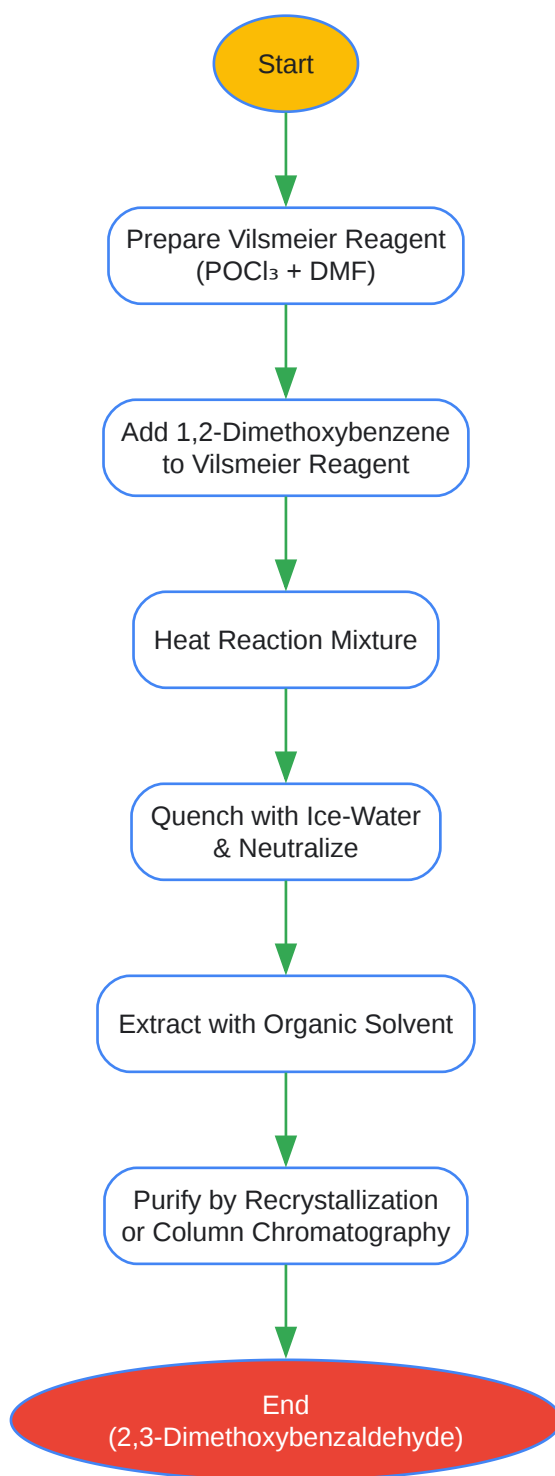 Start
Prepare Vilsmeier Reagent
(POCl₃ + DMF)
Add 1,2-Dimethoxybenzene
to Vilsmeier Reagent
Heat Reaction Mixture
Quench with Ice-Water
& Neutralize
Extract with Organic Solvent
Purify by Recrystallization
or Column Chromatography
End
(2,3-Dimethoxybenzaldehyde)